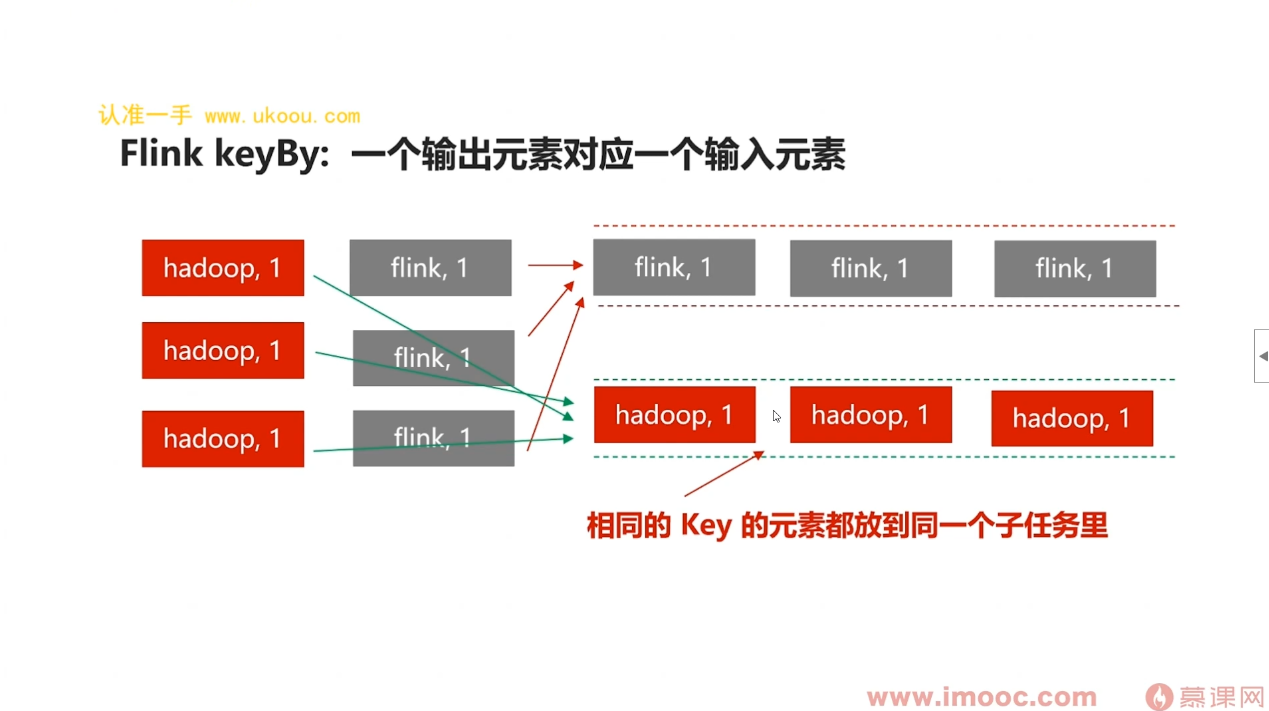 认准一手 www.ukoou.com
Flink keyBy: 一个输出元素对应一个输入元素
hadoop, 1
flink, 1
flink, 1
flink, 1
flink, 1
hadoop, 1
flink, 1
hadoop, 1
flink, 1
hadoop, 1
hadoop, 1
hadoop, 1
相同的 Key 的元素都放到同一个子任务里
www.imooc.com
慕课网